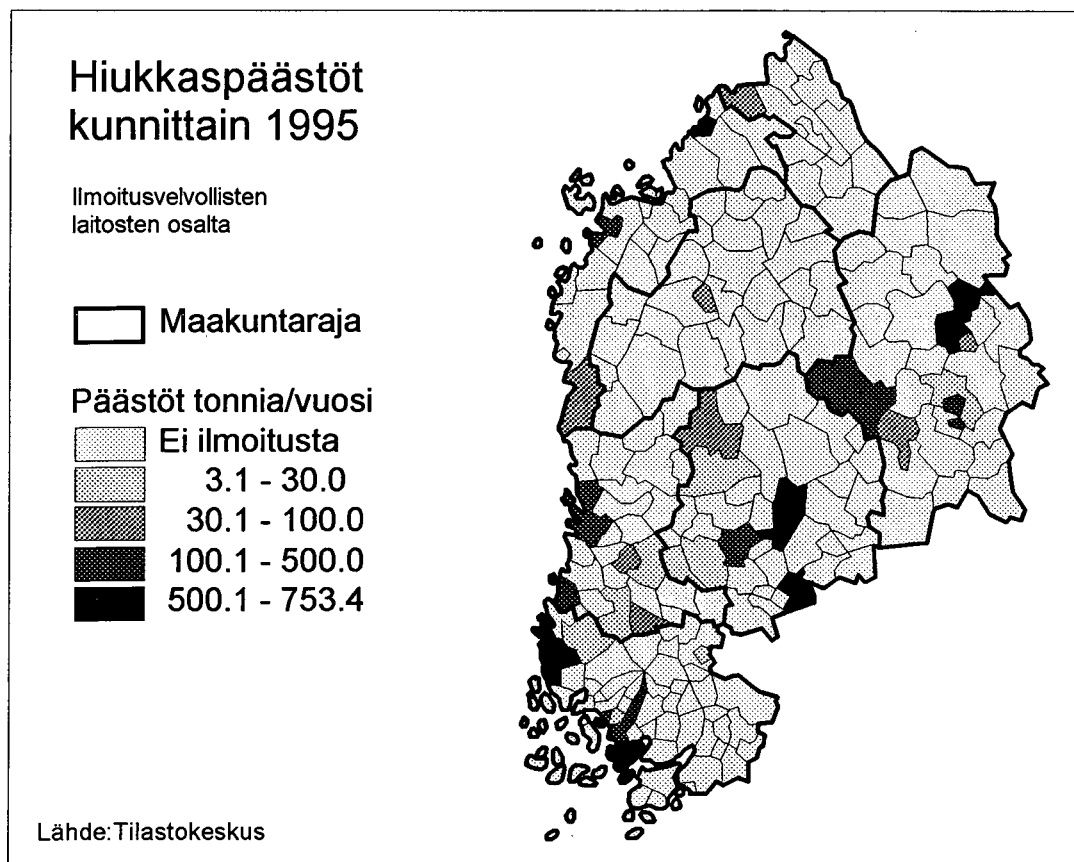 Hiukkaspäästöt
kunnittain 1995
Ilmoitusvelvollisten
laitosten osalta
Maakuntaraja
Päästöt tonnia/vuosi
Ei ilmoitusta
3.1 - 30.0
30.1 - 100.0
100.1 - 500.0
500.1 - 753.4
Lähde:Tilastokeskus